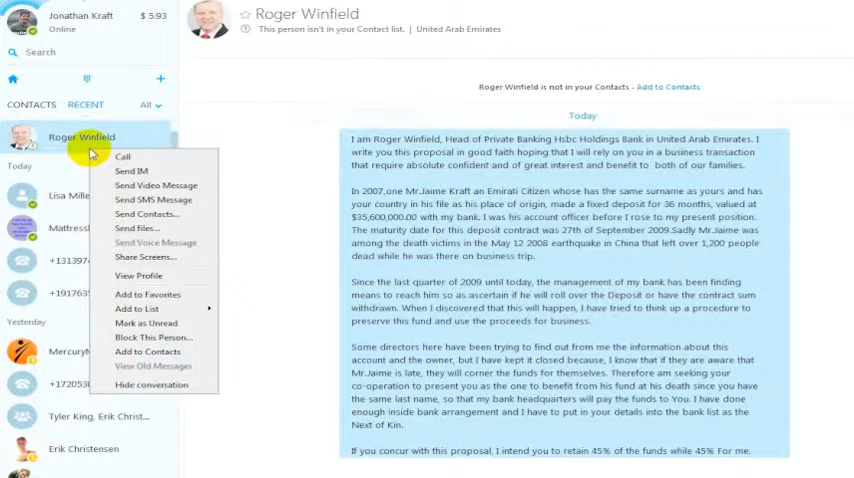 Jonathan Kraft
$ 5.93
Online
Search
CONTACTS RECENT All
Roger Winfield
Today
Lisa Mille
Mattress
+1313974
+191763
Yesterday
MercuryM
+172053
Tyler King, Erik Christ...
Erik Christensen
Call
Send IM
Send Video Message
Send SMS Message
Send Contacts...
Send files...
Send Voice Message
Share Screens...
View Profile
Add to Favorites
Add to List
Mark as Unread
Block This Person...
Add to Contacts
View Old Messages
Hide conversation
Roger Winfield
This person isn't in your Contact list. | United Arab Emirates
Roger Winfield is not in your Contacts - Add to Contacts
Today
I am Roger Winfield, Head of Private Banking Hsbc Holdings Bank in United Arab Emirates. I
write you this proposal in good faith hoping that I will rely on you in a business transaction
that require absolute confident and of great interest and benefit to both of our families.
In 2007,one Mr.Jaime Kraft an Emirati Citizen whose has the same surname as yours and has
your country in his file as his place of origin, made a fixed deposit for 36 months, valued at
$35,600,000.00 with my bank. I was his account officer before I rose to my present position.
The maturity date for this deposit contract was 27th of September 2009.Sadly Mr.Jaime was
among the death victims in the May 12 2008 earthquake in China that left over 1,200 people
dead while he was there on business trip.
Since the last quarter of 2009 until today, the management of my bank has been finding
means to reach him so as ascertain if he will roll over the Deposit or have the contract sum
withdrawn. When I discovered that this will happen, I have tried to think up a procedure to
preserve this fund and use the proceeds for business.
Some directors here have been trying to find out from me the information about this
account and the owner, but I have kept it closed because, I know that if they are aware that
Mr.Jaime is late, they will corner the funds for themselves. Therefore am seeking your
co-operation to present you as the one to benefit from his fund at his death since you have
the same last name, so that my bank headquarters will pay the funds to You. I have done
enough inside bank arrangement and I have to put in your details into the bank list as the
Next of Kin.
If you concur with this proposal, I intend you to retain 45% of the funds while 45% For me.